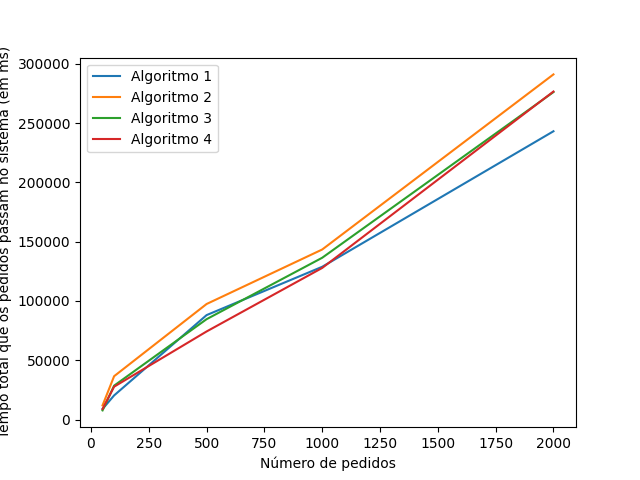 300000
250000
200000
150000
100000
50000
0
Tempo total que os pedidos passam no sistema (em ms)
Algoritmo 1
Algoritmo 2
Algoritmo 3
Algoritmo 4
0 250 500 750 1000 1250 1500 1750 2000
Número de pedidos